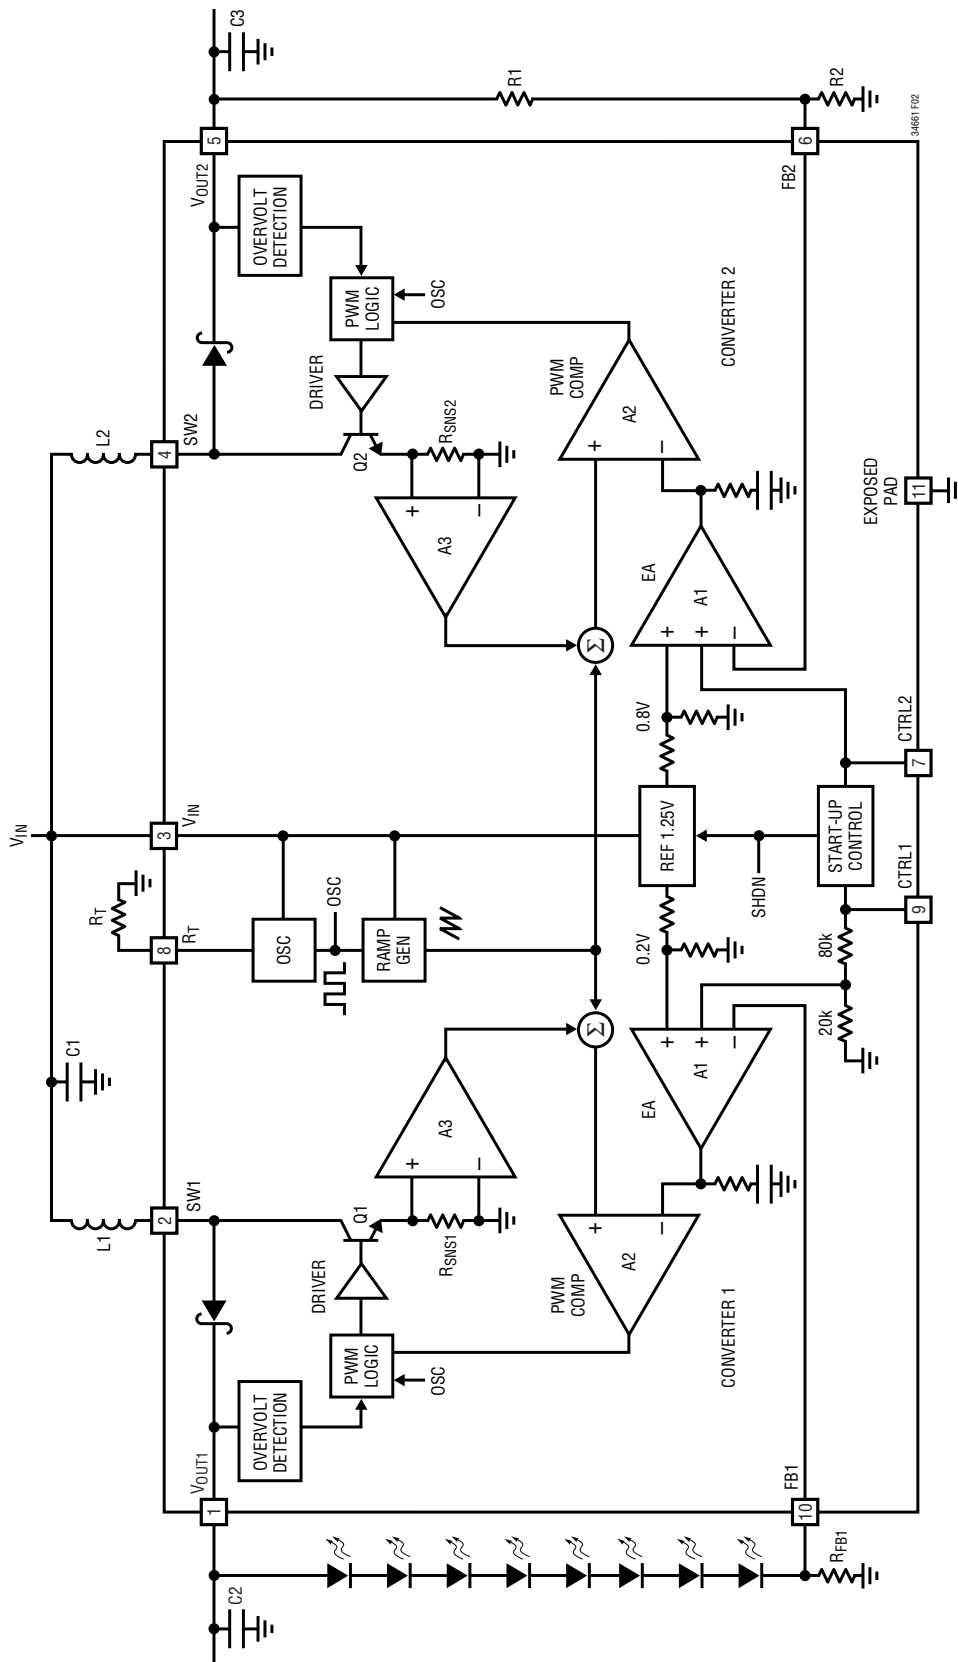 VIN
C1
L1
L2
RT
C2
C3
1
VOUT1
2
SW1
8
RT
3
VIN
4
SW2
5
VOUT2
OVERVOLT
DETECTION
PWM
LOGIC
OSC
DRIVER
Q1
RSNS1
+
−
A3
OSC
OSC
RAMP
GEN
Σ
Σ
A3
+
−
Q2
RSNS2
DRIVER
PWM
LOGIC
OSC
OVERVOLT
DETECTION
R1
R2
PWM
COMP
A2
+
−
EA
A1
+
+
−
0.2V
REF 1.25V
0.8V
EA
A1
+
+
−
PWM
COMP
A2
+
−
CONVERTER 1
CONVERTER 2
SHDN
START-UP
CONTROL
20k
80k
FB1
10
RFB1
FB2
6
9
CTRL1
7
CTRL2
EXPOSED
PAD
11
34661 F02